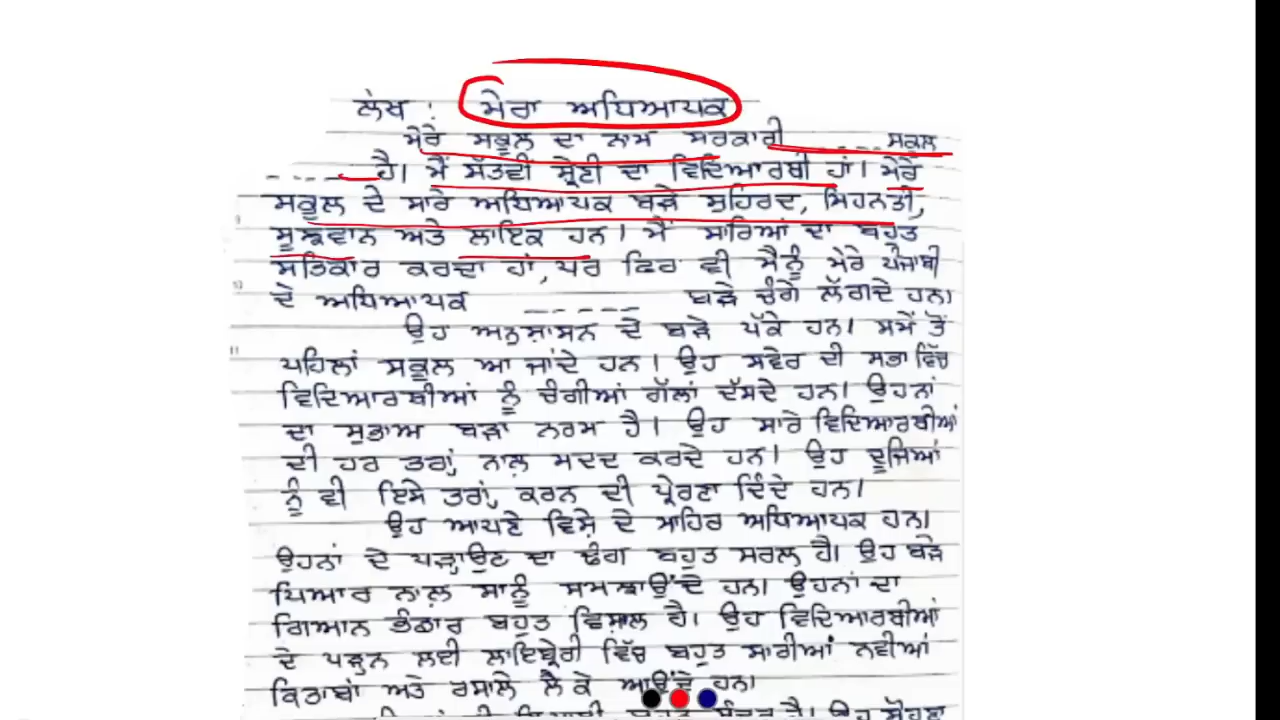 ਲੇਖ : ਮੇਰਾ ਅਧਿਆਪਕ
ਮੇਰੇ ਸਕੂਲ ਦਾ ਨਾਮ ਸਰਕਾਰੀ _ _ _ ਸਕੂਲ
_ _ _ _ _ ਹੈ। ਮੈਂ ਸੱਤਵੀਂ ਸ਼੍ਰੇਣੀ ਦਾ ਵਿਦਿਆਰਥੀ ਹਾਂ। ਮੇਰੇ
ਸਕੂਲ ਦੇ ਸਾਰੇ ਅਧਿਆਪਕ ਬੜੇ ਸੁਹਿਰਦ, ਮਿਹਨਤੀ,
ਸੂਝਵਾਨ ਅਤੇ ਲਾਇਕ ਹਨ। ਮੈਂ ਸਾਰਿਆਂ ਦਾ ਬਹੁਤ
ਸਤਿਕਾਰ ਕਰਦਾ ਹਾਂ, ਪਰ ਫਿਰ ਵੀ ਮੈਨੂੰ ਮੇਰੇ ਪੰਜਾਬੀ
ਦੇ ਅਧਿਆਪਕ _ _ _ _ _ _ ਬੜੇ ਚੰਗੇ ਲੱਗਦੇ ਹਨ।
ਉਹ ਅਨੁਸ਼ਾਸਨ ਦੇ ਬੜੇ ਪੱਕੇ ਹਨ। ਸਮੇਂ ਤੋਂ
ਪਹਿਲਾਂ ਸਕੂਲ ਆ ਜਾਂਦੇ ਹਨ। ਉਹ ਸਵੇਰ ਦੀ ਸਭਾ ਵਿੱਚ
ਵਿਦਿਆਰਥੀਆਂ ਨੂੰ ਚੰਗੀਆਂ ਗੱਲਾਂ ਦੱਸਦੇ ਹਨ। ਉਹਨਾਂ
ਦਾ ਸੁਭਾਅ ਬੜਾ ਨਰਮ ਹੈ। ਉਹ ਸਾਰੇ ਵਿਦਿਆਰਥੀਆਂ
ਦੀ ਹਰ ਤਰ੍ਹਾਂ ਨਾਲ਼ ਮਦਦ ਕਰਦੇ ਹਨ। ਉਹ ਦੂਜਿਆਂ
ਨੂੰ ਵੀ ਇਸੇ ਤਰ੍ਹਾਂ ਕਰਨ ਦੀ ਪ੍ਰੇਰਣਾ ਦਿੰਦੇ ਹਨ।
ਉਹ ਆਪਣੇ ਵਿਸ਼ੇ ਦੇ ਮਾਹਿਰ ਅਧਿਆਪਕ ਹਨ।
ਉਹਨਾਂ ਦੇ ਪੜ੍ਹਾਉਣ ਦਾ ਢੰਗ ਬਹੁਤ ਸਰਲ ਹੈ। ਉਹ ਬੜੇ
ਪਿਆਰ ਨਾਲ਼ ਸਾਨੂੰ ਸਮਝਾਉਂਦੇ ਹਨ। ਉਹਨਾਂ ਦਾ
ਗਿਆਨ ਭੰਡਾਰ ਬਹੁਤ ਵਿਸ਼ਾਲ ਹੈ। ਉਹ ਵਿਦਿਆਰਥੀਆਂ
ਦੇ ਪੜ੍ਹਨ ਲਈ ਲਾਇਬ੍ਰੇਰੀ ਵਿੱਚ ਬਹੁਤ ਸਾਰੀਆਂ ਨਵੀਆਂ
ਕਿਤਾਬਾਂ ਅਤੇ ਰਸਾਲੇ ਲੈ ਕੇ ਆਉਂਦੇ ਹਨ।